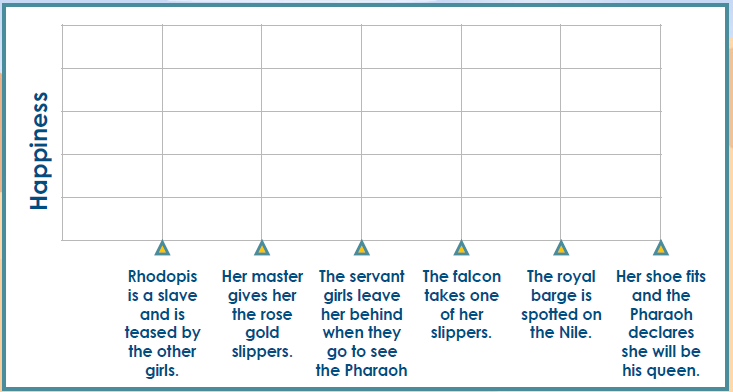 Happiness
Rhodopis
is a slave
and is
teased by
the other
girls.
Her master
gives her
the rose
gold
slippers.
The servant
girls leave
her behind
when they
go to see
the Pharaoh
The falcon
takes one
of her
slippers.
The royal
barge is
spotted on
the Nile.
Her shoe fits
and the
Pharaoh
declares
she will be
his queen.